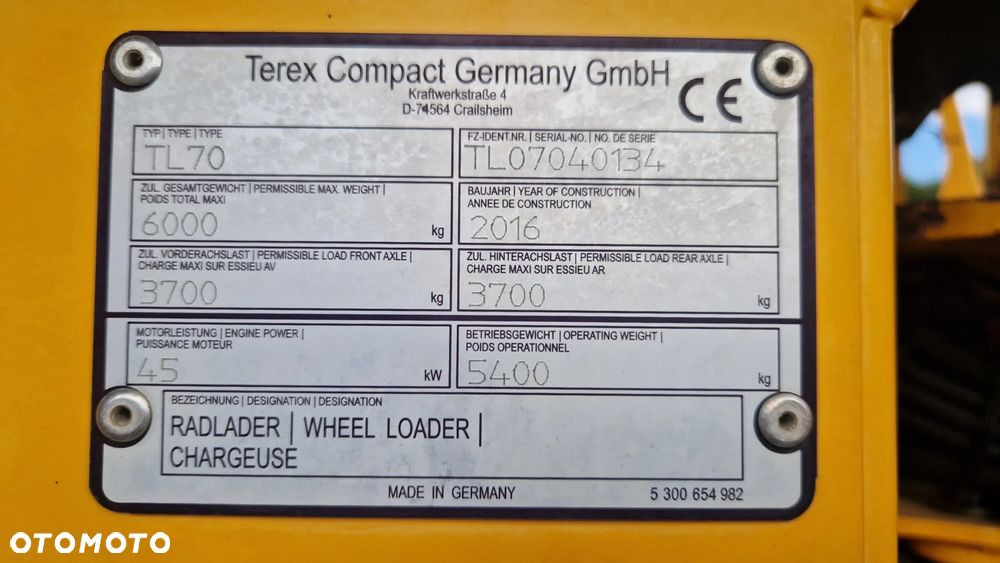 Terex Compact Germany GmbH
Kraftwerkstraße 4
D-74564 Crailsheim
CE
TYP | TYPE | TYPE
TL70
FZ-IDENT.NR. | SERIAL-NO. | NO. DE SERIE
TL07040134
ZUL. GESAMTGEWICHT | PERMISSIBLE MAX. WEIGHT |
POIDS TOTAL MAXI
6000 kg
BAUJAHR | YEAR OF CONSTRUCTION |
ANNEE DE CONSTRUCTION
2016
ZUL. VORDERACHSLAST | PERMISSIBLE LOAD FRONT AXLE |
CHARGE MAXI SUR ESSIEU AV
3700 kg
ZUL. HINTERACHSLAST | PERMISSIBLE LOAD REAR AXLE |
CHARGE MAXI SUR ESSIEU AR
3700 kg
MOTORLEISTUNG | ENGINE POWER |
PUISSANCE MOTEUR
45 kW
BETRIEBSGEWICHT | OPERATING WEIGHT |
POIDS OPERATIONNEL
5400 kg
BEZEICHNUNG | DESIGNATION | DESIGNATION
RADLADER | WHEEL LOADER |
CHARGEUSE
MADE IN GERMANY
5 300 654 982
OTOMOTO